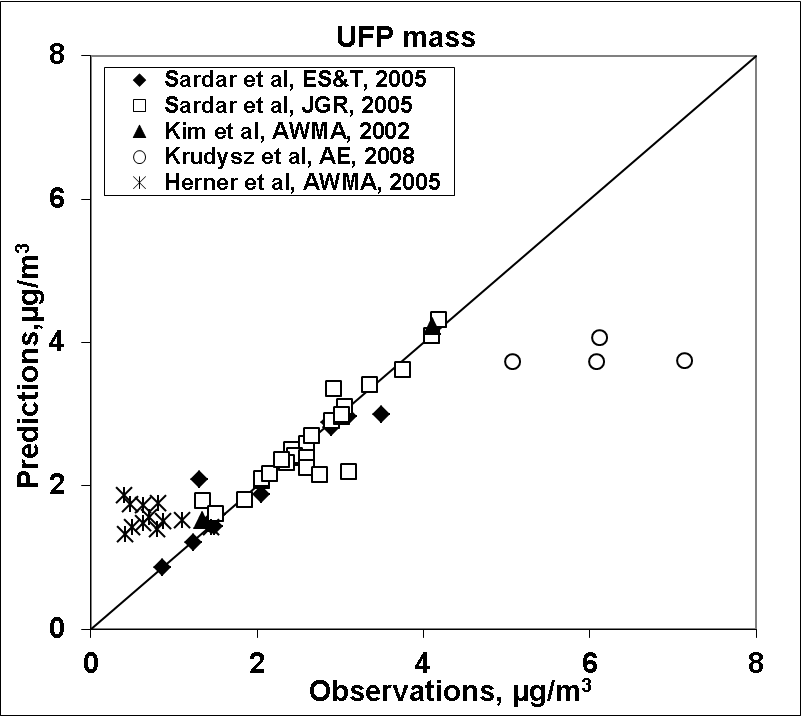 UFP mass
8
Sardar et al, ES&T, 2005
Sardar et al, JGR, 2005
Kim et al, AWMA, 2002
Krudysz et al, AE, 2008
Herner et al, AWMA, 2005
6
4
2
0
Predictions,µg/m³
0 2 4 6 8
Observations, µg/m³